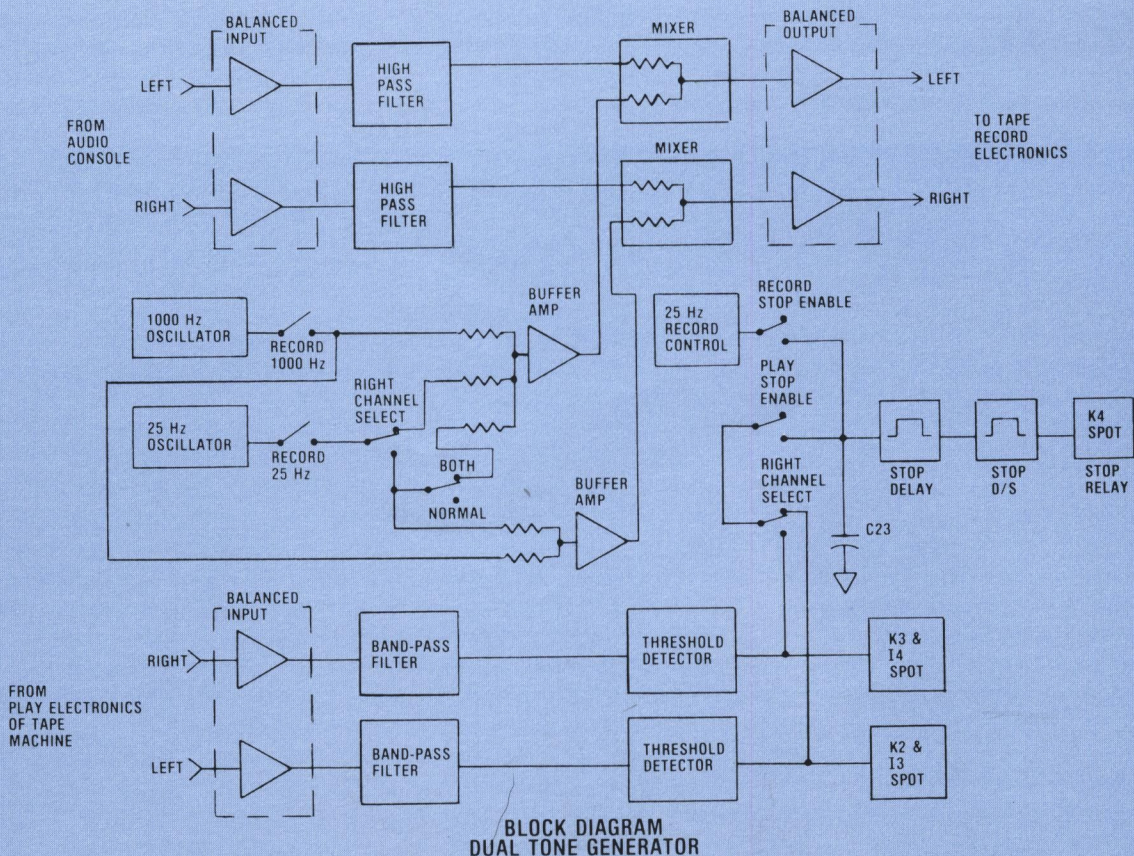 BALANCED
INPUT
LEFT
FROM
AUDIO
CONSOLE
RIGHT
HIGH
PASS
FILTER
HIGH
PASS
FILTER
MIXER
MIXER
BALANCED
OUTPUT
LEFT
TO TAPE
RECORD
ELECTRONICS
RIGHT
1000 Hz
OSCILLATOR
RECORD
1000 Hz
25 Hz
OSCILLATOR
RECORD
25 Hz
RIGHT
CHANNEL
SELECT
BOTH
NORMAL
BUFFER
AMP
BUFFER
AMP
25 Hz
RECORD
CONTROL
RECORD
STOP ENABLE
PLAY
STOP
ENABLE
RIGHT
CHANNEL
SELECT
C23
STOP
DELAY
STOP
O/S
K4
SPOT
STOP
RELAY
BALANCED
INPUT
RIGHT
FROM
PLAY ELECTRONICS
OF TAPE
MACHINE
LEFT
BAND-PASS
FILTER
BAND-PASS
FILTER
THRESHOLD
DETECTOR
THRESHOLD
DETECTOR
K3 &
I4
SPOT
K2 &
I3
SPOT
BLOCK DIAGRAM
DUAL TONE GENERATOR